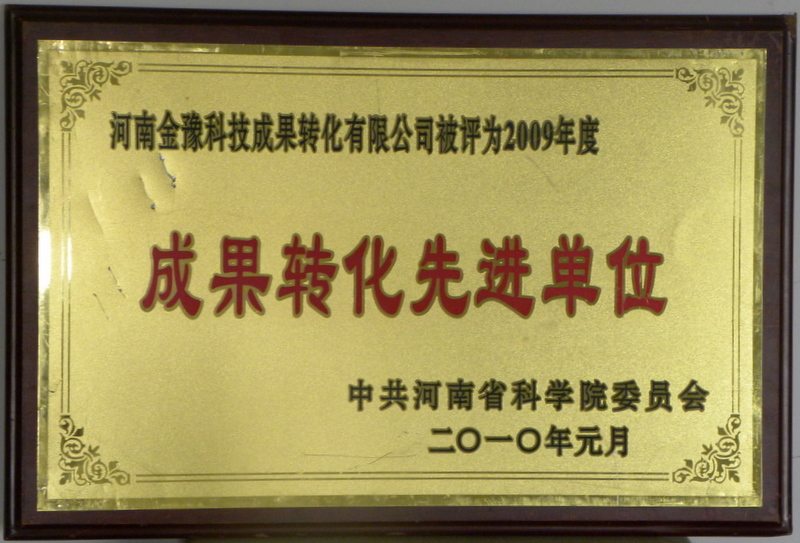 河南金豫科技成果转化有限公司被评为2009年度
成果转化先进单位
中共河南省科学院委员会
二〇一〇年元月